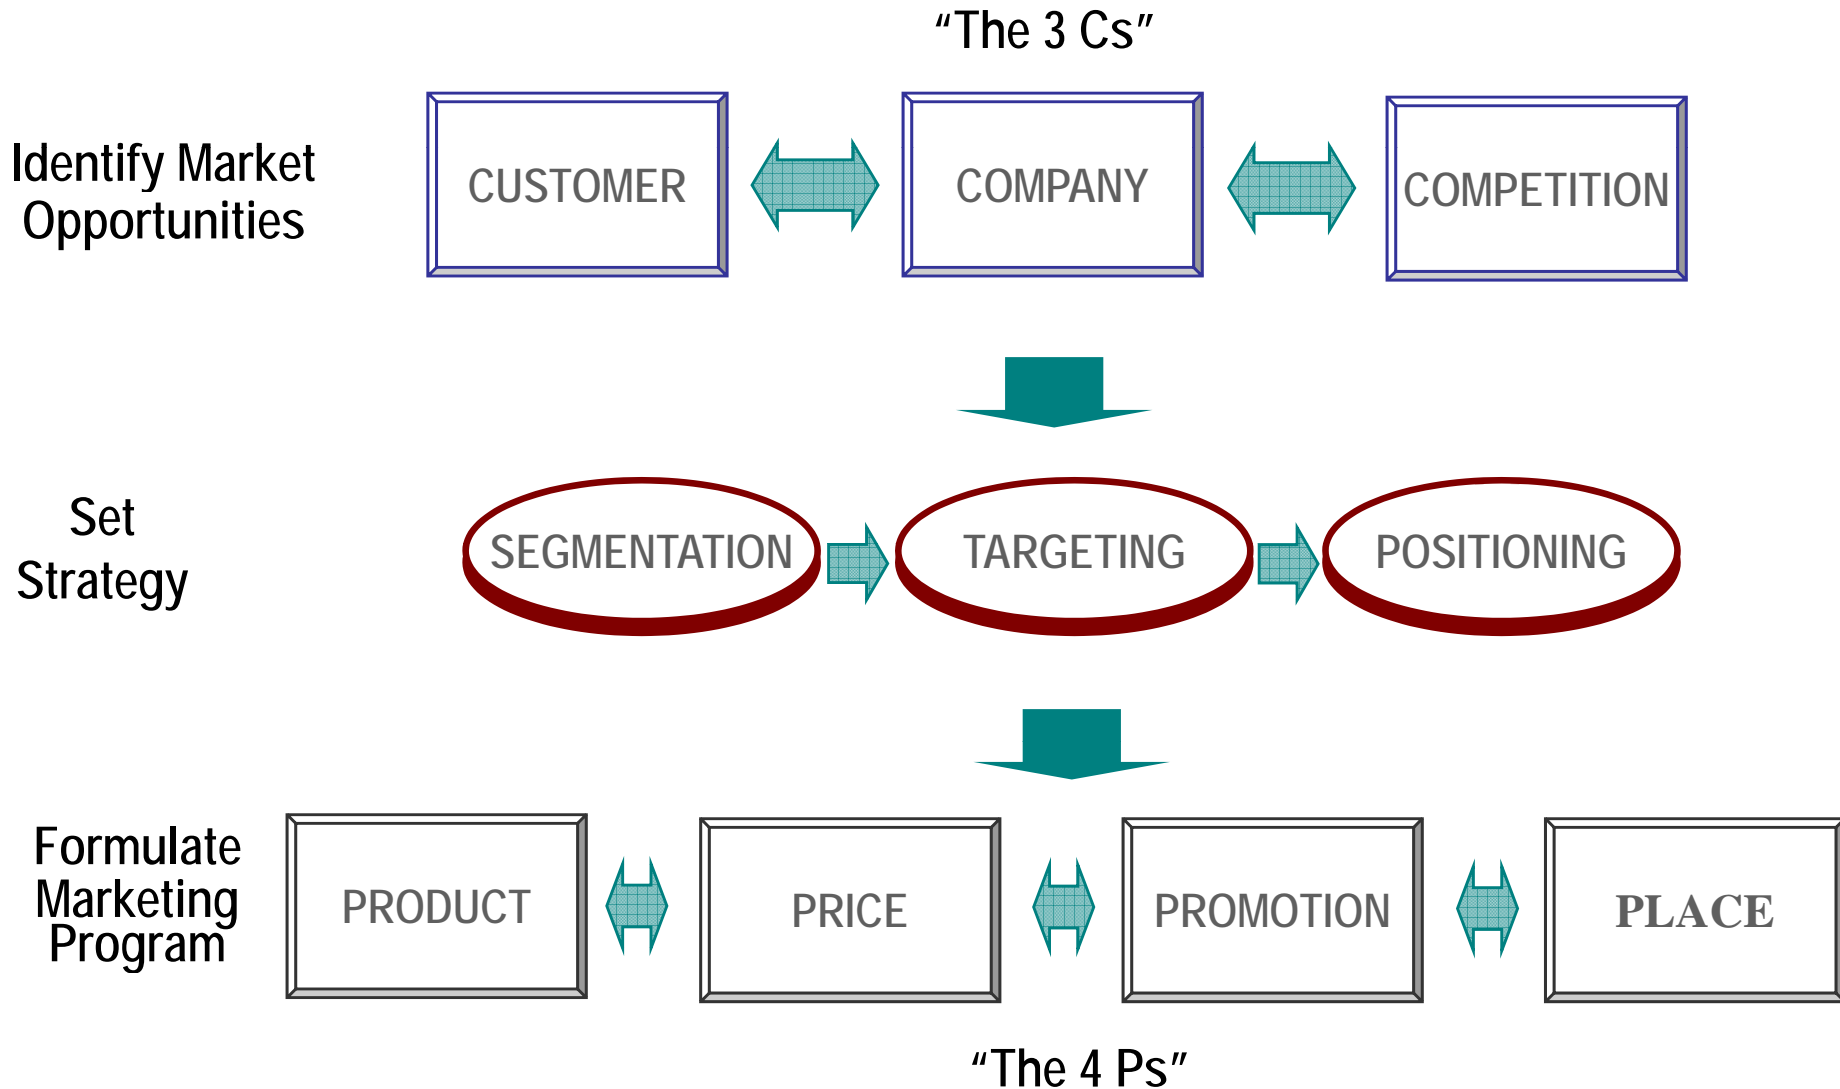 “The 3 Cs”
Identify Market
Opportunities
CUSTOMER
COMPANY
COMPETITION
Set
Strategy
SEGMENTATION
TARGETING
POSITIONING
Formulate
Marketing
Program
PRODUCT
PRICE
PROMOTION
PLACE
“The 4 Ps”